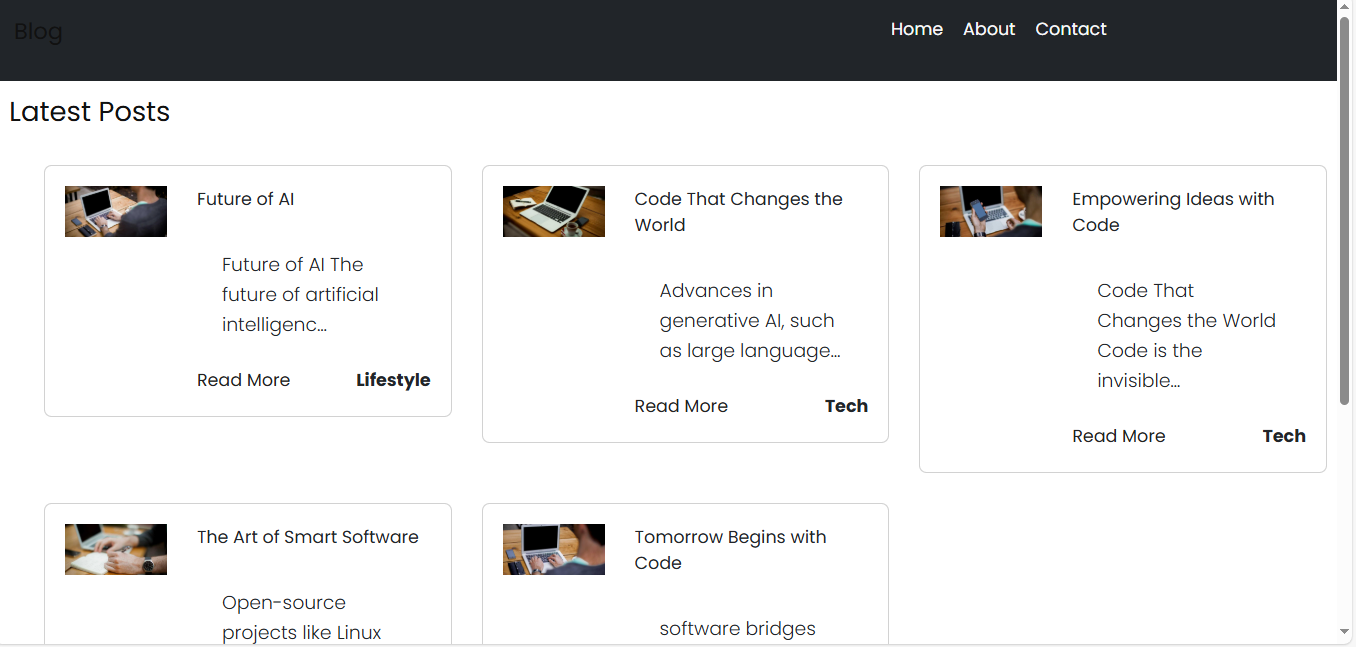 Blog
Home About Contact
Latest Posts
Future of AI
Future of AI The
future of artificial
intelligenc...
Read More Lifestyle
Code That Changes the
World
Advances in
generative AI, such
as large language...
Read More Tech
Empowering Ideas with
Code
Code That
Changes the World
Code is the
invisible...
Read More Tech
The Art of Smart Software
Open-source
projects like Linux
Tomorrow Begins with
Code
software bridges